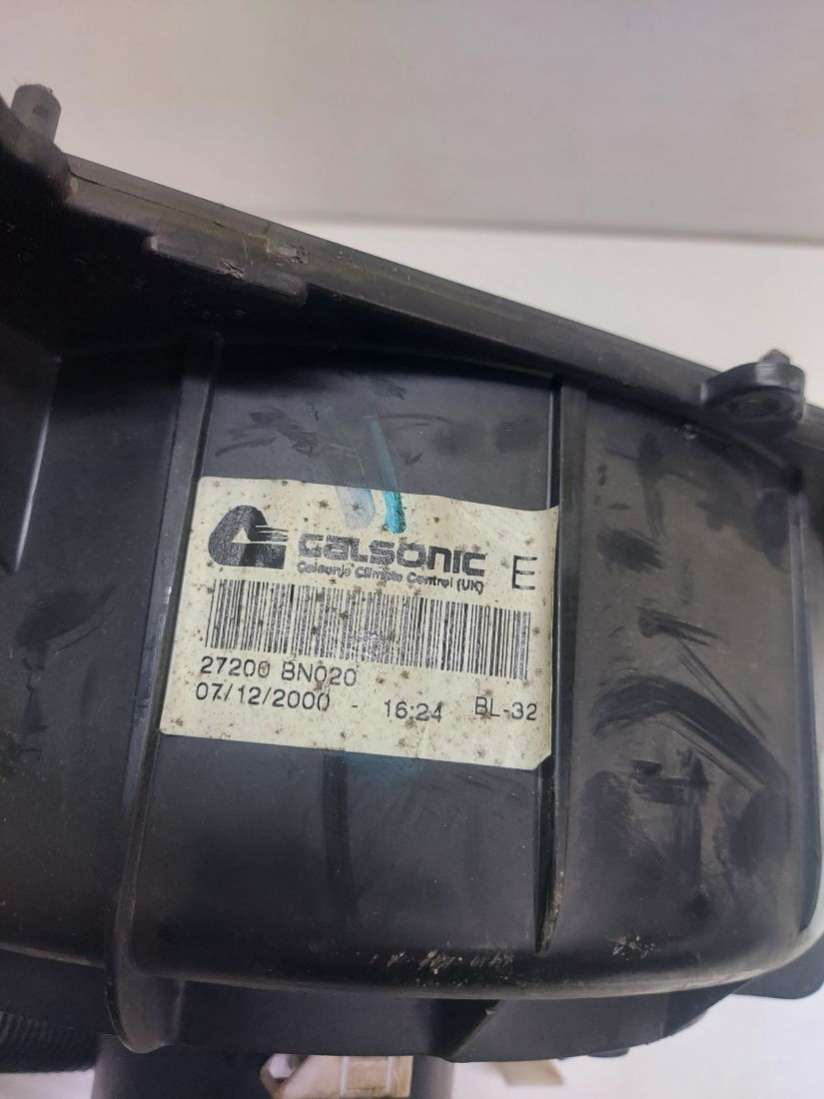 CALSONIC E
Calsonic Climate Control (UK)
27200 BN020
07/12/2000 - 16:24 BL-32